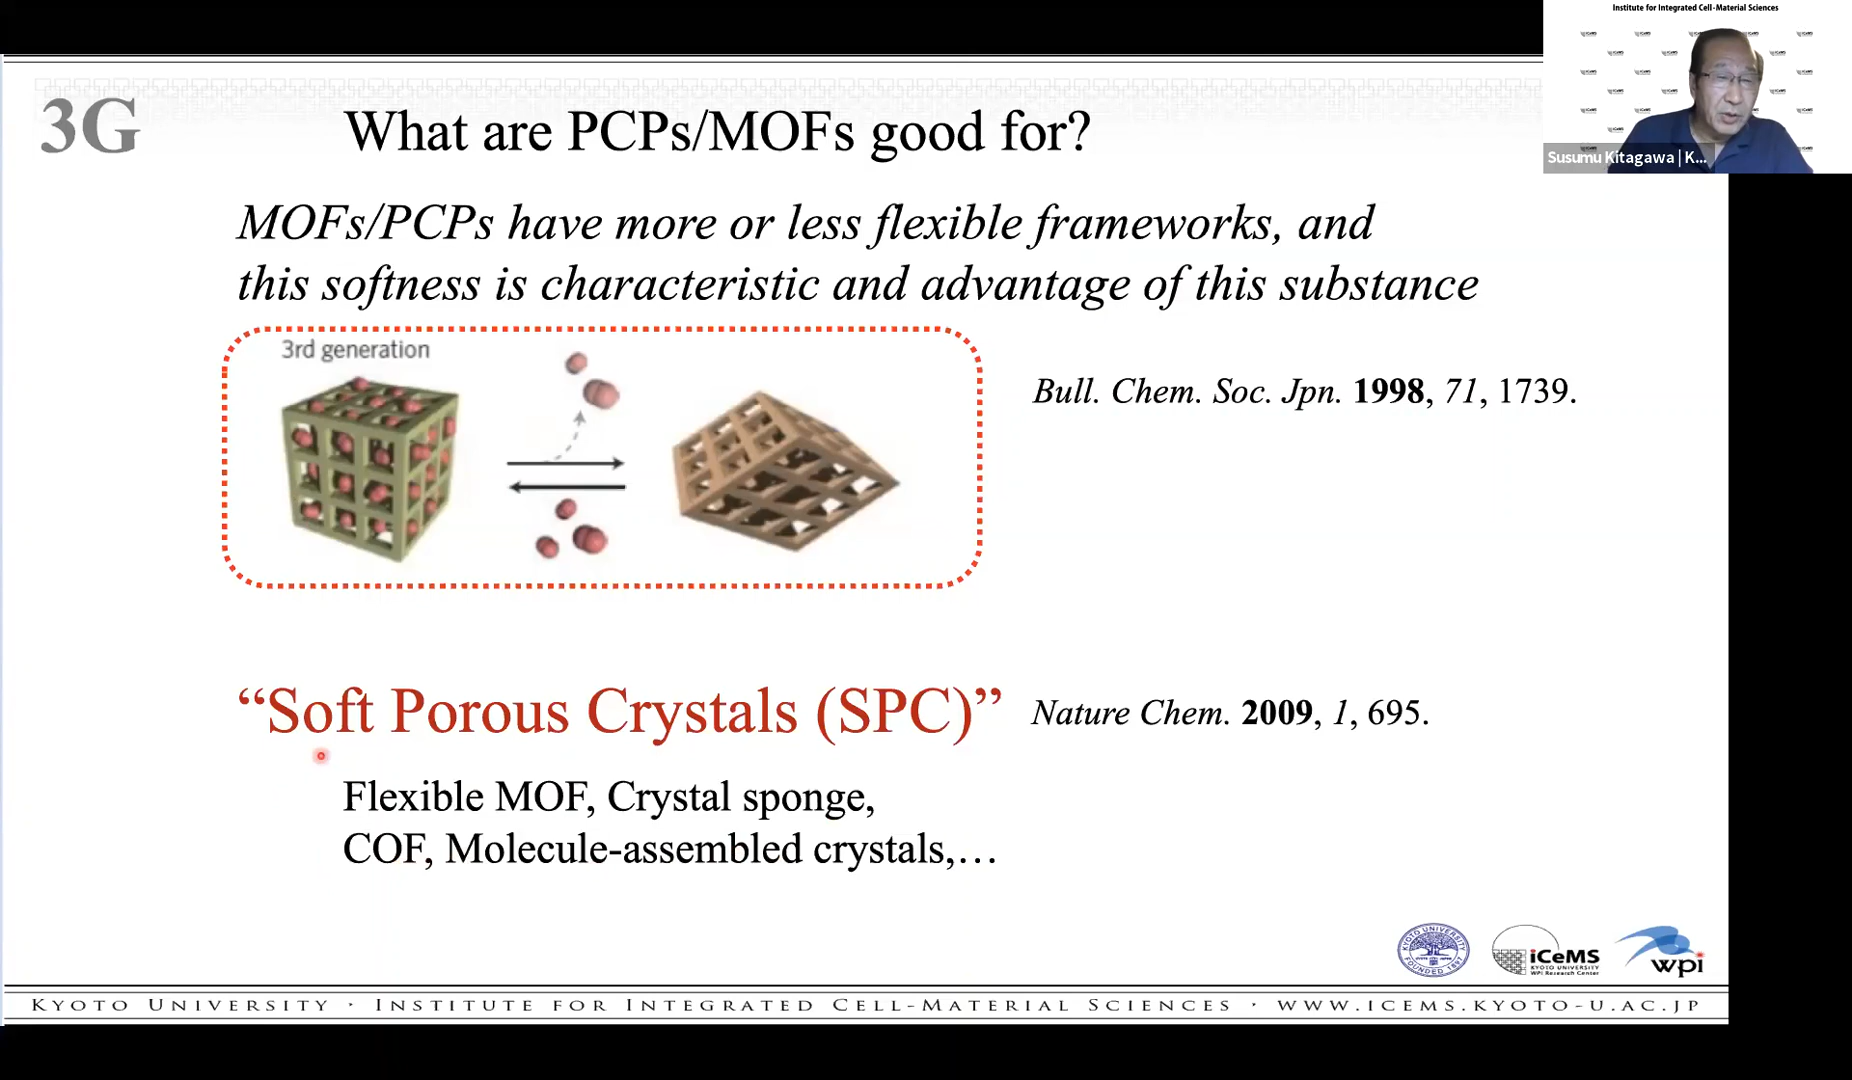 Institute for Integrated Cell-Material Sciences
Susumu Kitagawa | K...
3G
What are PCPs/MOFs good for?
MOFs/PCPs have more or less flexible frameworks, and
this softness is characteristic and advantage of this substance
3rd generation
Bull. Chem. Soc. Jpn. 1998, 71, 1739.
“Soft Porous Crystals (SPC)”
Nature Chem. 2009, 1, 695.
Flexible MOF, Crystal sponge,
COF, Molecule-assembled crystals,…
KYOTO UNIVERSITY
FOUNDED 1897
iCeMS
KYOTO UNIVERSITY
WPI Research Center
wpi
KYOTO UNIVERSITY · INSTITUTE FOR INTEGRATED CELL-MATERIAL SCIENCES · WWW.ICEMS.KYOTO-U.AC.JP